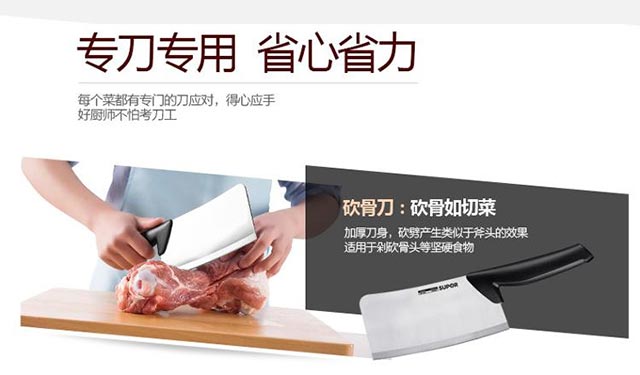 专刀专用 省心省力
每个菜都有专门的刀应对，得心应手
好厨师不怕考刀工
砍骨刀：砍骨如切菜
加厚刀身，砍劈产生类似于斧头的效果
适用于剁砍骨头等坚硬食物
SUPOR